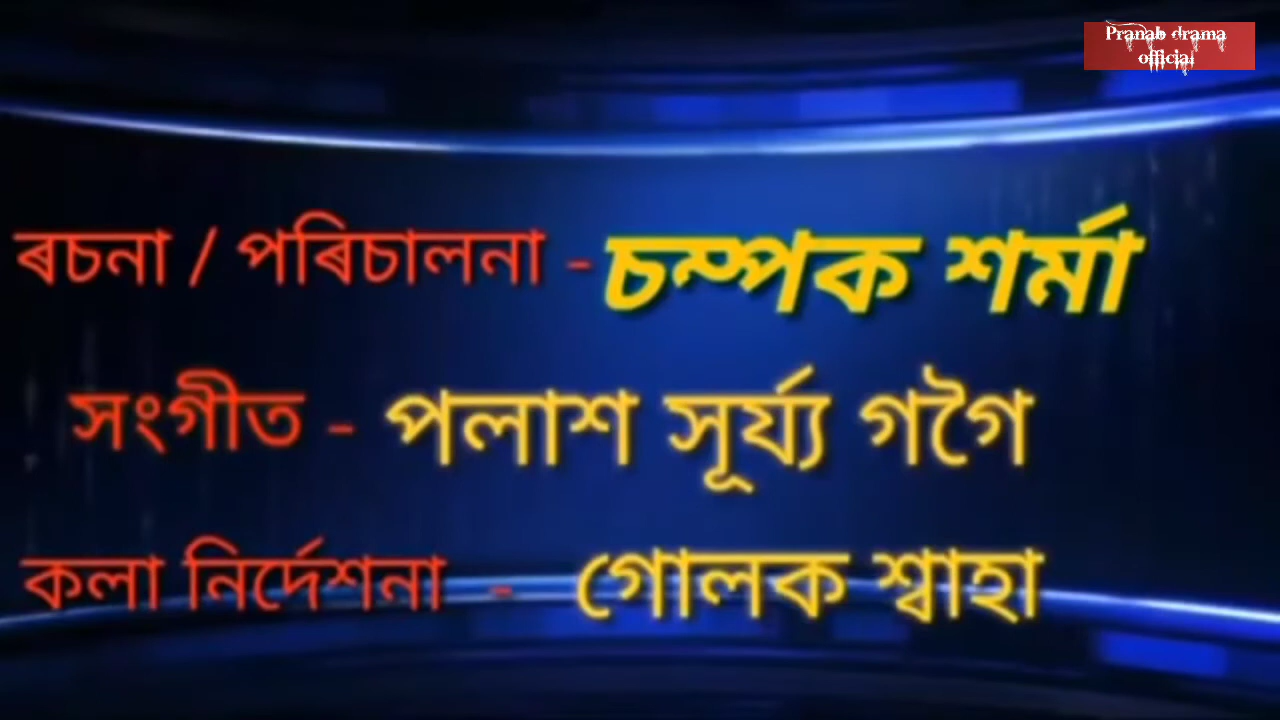 Pranab drama
official
ৰচনা / পৰিচালনা - চম্পক শৰ্মা
সংগীত - পলাশ সূৰ্য্য গগৈ
কলা নিৰ্দেশনা - গোলক শ্বাহা